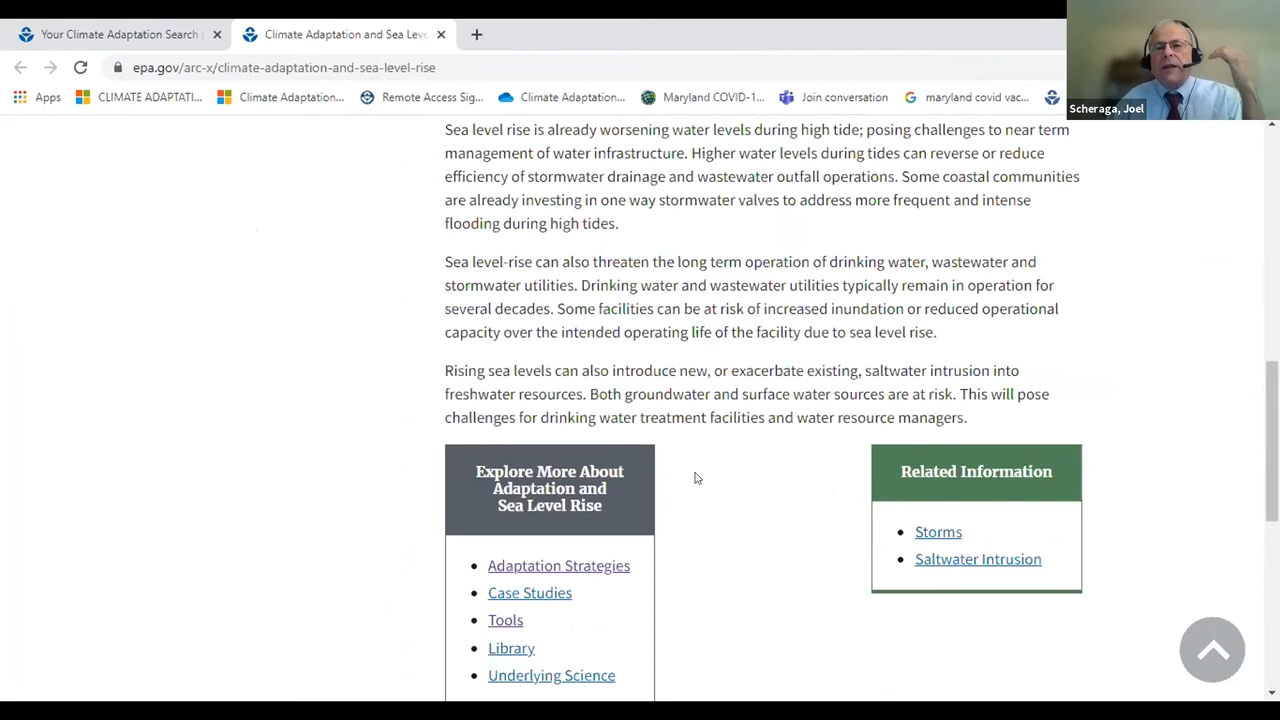 Your Climate Adaptation Search
Climate Adaptation and Sea Leve
epa.gov/arc-x/climate-adaptation-and-sea-level-rise
Apps
CLIMATE ADAPTATI...
Climate Adaptation...
Remote Access Sig...
Climate Adaptation...
Maryland COVID-1...
Join conversation
maryland covid vac...
Scheraga, Joel
Sea level rise is already worsening water levels during high tide; posing challenges to near term
management of water infrastructure. Higher water levels during tides can reverse or reduce
efficiency of stormwater drainage and wastewater outfall operations. Some coastal communities
are already investing in one way stormwater valves to address more frequent and intense
flooding during high tides.
Sea level-rise can also threaten the long term operation of drinking water, wastewater and
stormwater utilities. Drinking water and wastewater utilities typically remain in operation for
several decades. Some facilities can be at risk of increased inundation or reduced operational
capacity over the intended operating life of the facility due to sea level rise.
Rising sea levels can also introduce new, or exacerbate existing, saltwater intrusion into
freshwater resources. Both groundwater and surface water sources are at risk. This will pose
challenges for drinking water treatment facilities and water resource managers.
Explore More About
Adaptation and
Sea Level Rise
Adaptation Strategies
Case Studies
Tools
Library
Underlying Science
Related Information
Storms
Saltwater Intrusion